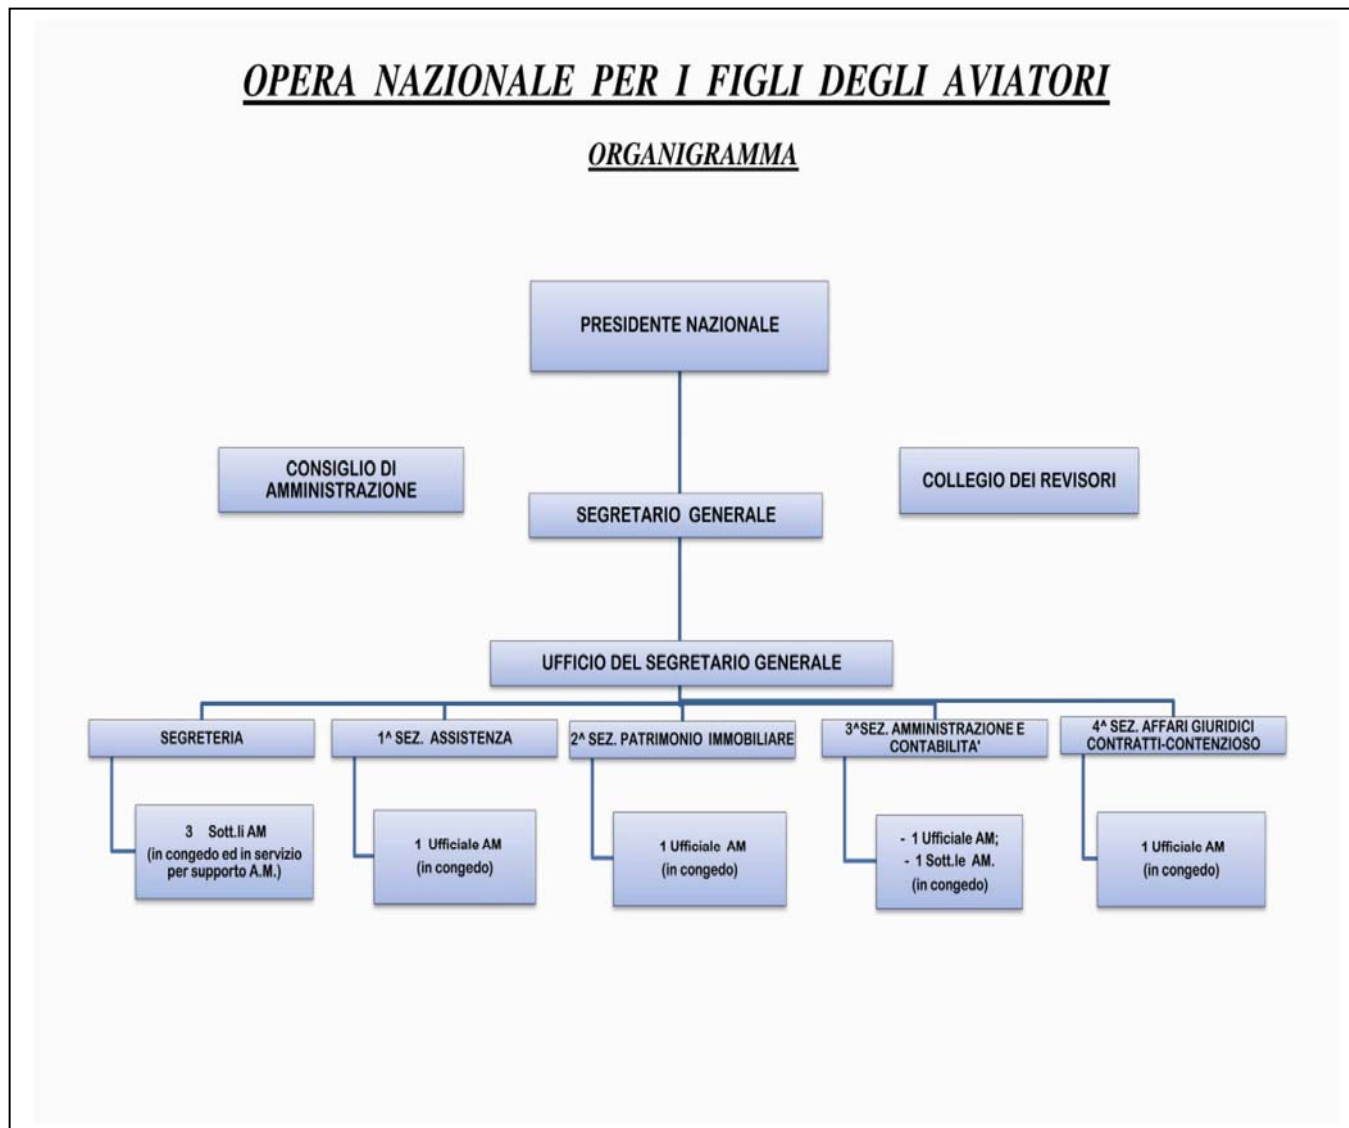 OPERA NAZIONALE PER I FIGLI DEGLI AVIATORI
ORGANIGRAMMA
PRESIDENTE NAZIONALE
CONSIGLIO DI
AMMINISTRAZIONE
COLLEGIO DEI REVISORI
SEGRETARIO GENERALE
UFFICIO DEL SEGRETARIO GENERALE
SEGRETERIA
1^ SEZ. ASSISTENZA
2^ SEZ. PATRIMONIO IMMOBILIARE
3^SEZ. AMMINISTRAZIONE E
CONTABILITA'
4^ SEZ. AFFARI GIURIDICI
CONTRATTI-CONTENZIOSO
3 Sott.li AM
(in congedo ed in servizio
per supporto A.M.)
1 Ufficiale AM
(in congedo)
1 Ufficiale AM
(in congedo)
- 1 Ufficiale AM;
- 1 Sott.le AM.
(in congedo)
1 Ufficiale AM
(in congedo)